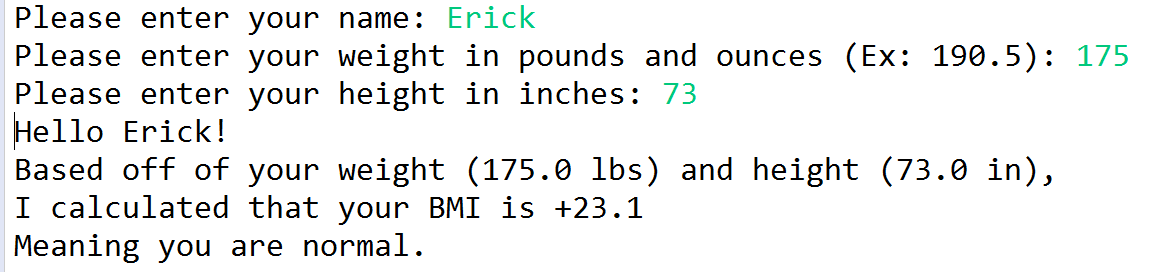 Please enter your name: Erick
Please enter your weight in pounds and ounces (Ex: 190.5): 175
Please enter your height in inches: 73
Hello Erick!
Based off of your weight (175.0 lbs) and height (73.0 in),
I calculated that your BMI is +23.1
Meaning you are normal.